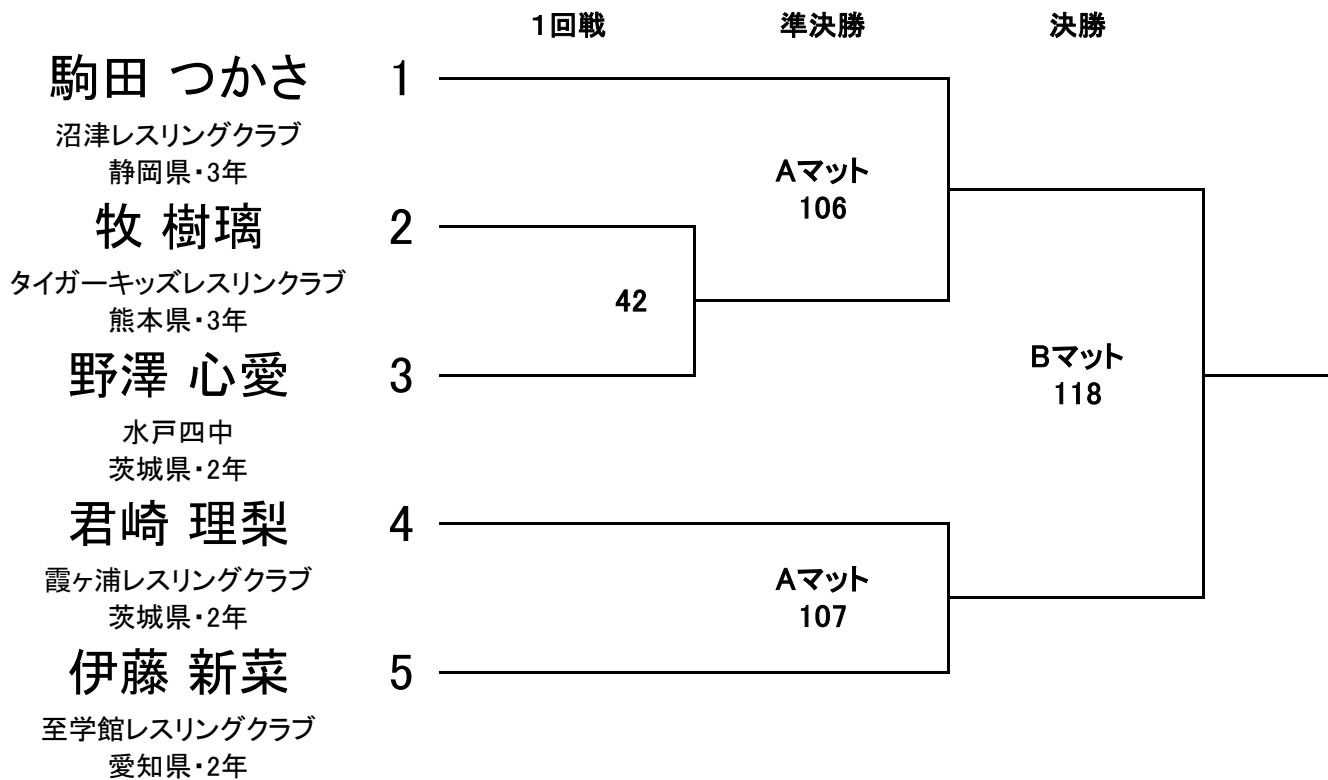 1回戦 準決勝 決勝
駒田 つかさ 1
沼津レスリングクラブ
静岡県・3年
Aマット
106
牧 樹璃 2
タイガーキッズレスリンクラブ
熊本県・3年
42
野澤 心愛 3
水戸四中
茨城県・2年
Bマット
118
君崎 理梨 4
霞ヶ浦レスリングクラブ
茨城県・2年
Aマット
107
伊藤 新菜 5
至学館レスリングクラブ
愛知県・2年